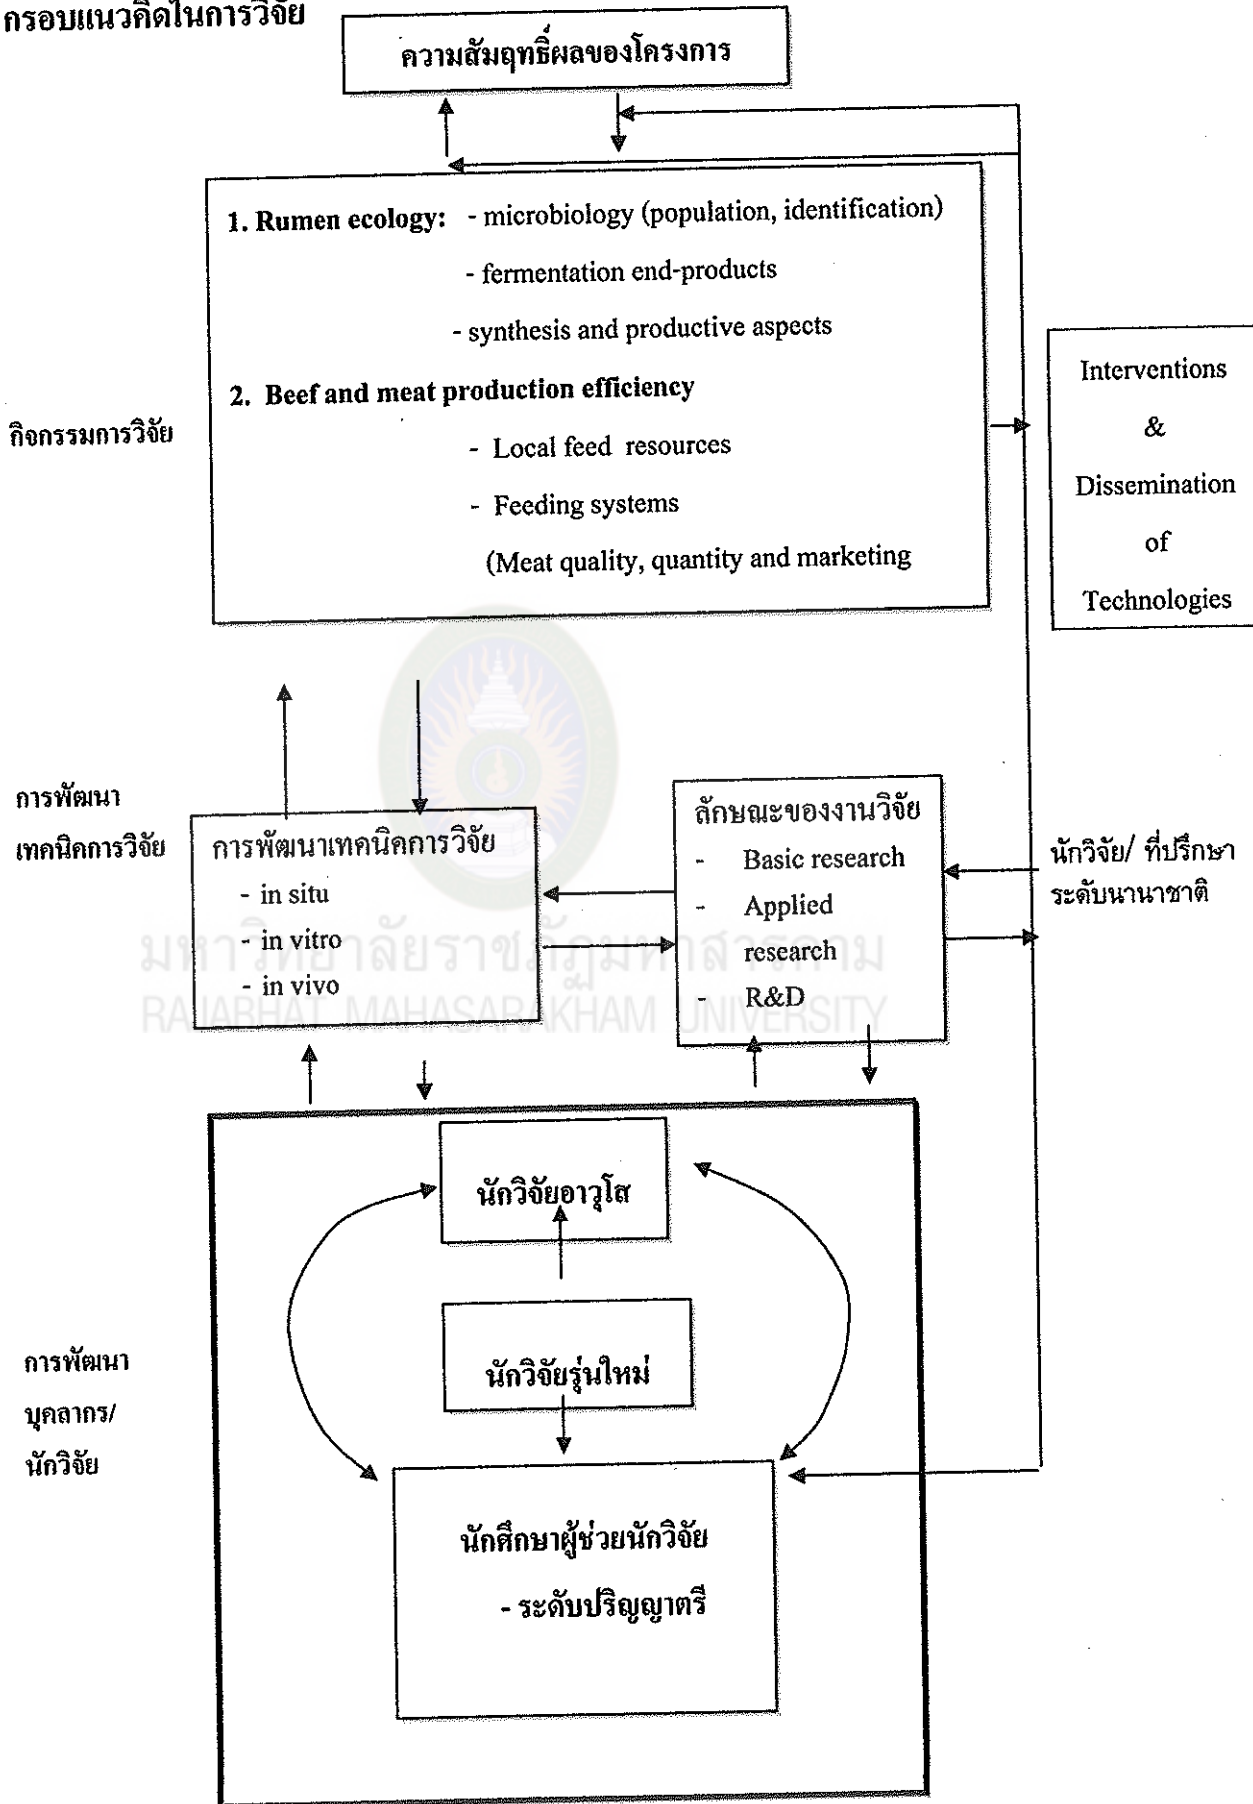 กรอบแนวคิดในการวิจัย
ความสัมฤทธิ์ผลของโครงการ
1. Rumen ecology: - microbiology (population, identification)
- fermentation end-products
- synthesis and productive aspects
2. Beef and meat production efficiency
- Local feed resources
- Feeding systems
(Meat quality, quantity and marketing
กิจกรรมการวิจัย
Interventions
&
Dissemination
of
Technologies
การพัฒนา
เทคนิคการวิจัย
การพัฒนาเทคนิคการวิจัย
- in situ
- in vitro
- in vivo
ลักษณะของงานวิจัย
- Basic research
- Applied
research
- R&D
นักวิจัย/ ที่ปรึกษา
ระดับนานาชาติ
มหาวิทยาลัยราชภัฏมหาสารคาม
RAJABHAT MAHASARAKHAM UNIVERSITY
นักวิจัยอาวุโส
นักวิจัยรุ่นใหม่
การพัฒนา
บุคลากร/
นักวิจัย
นักศึกษาผู้ช่วยนักวิจัย
- ระดับปริญญาตรี